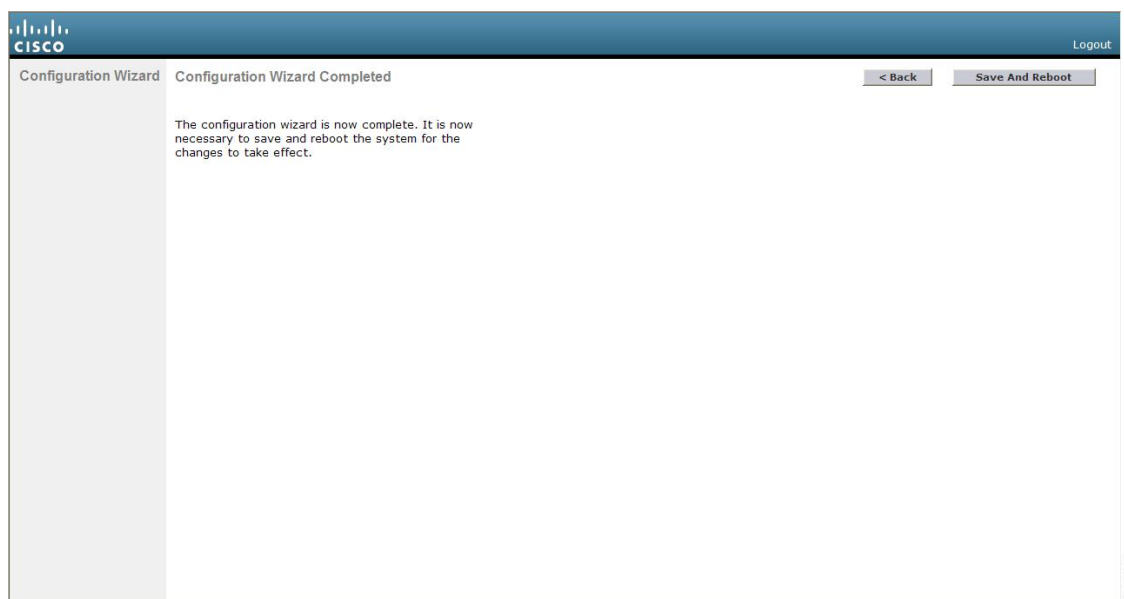 CISCO
Logout
Configuration Wizard
Configuration Wizard Completed
< Back
Save And Reboot
The configuration wizard is now complete. It is now
necessary to save and reboot the system for the
changes to take effect.